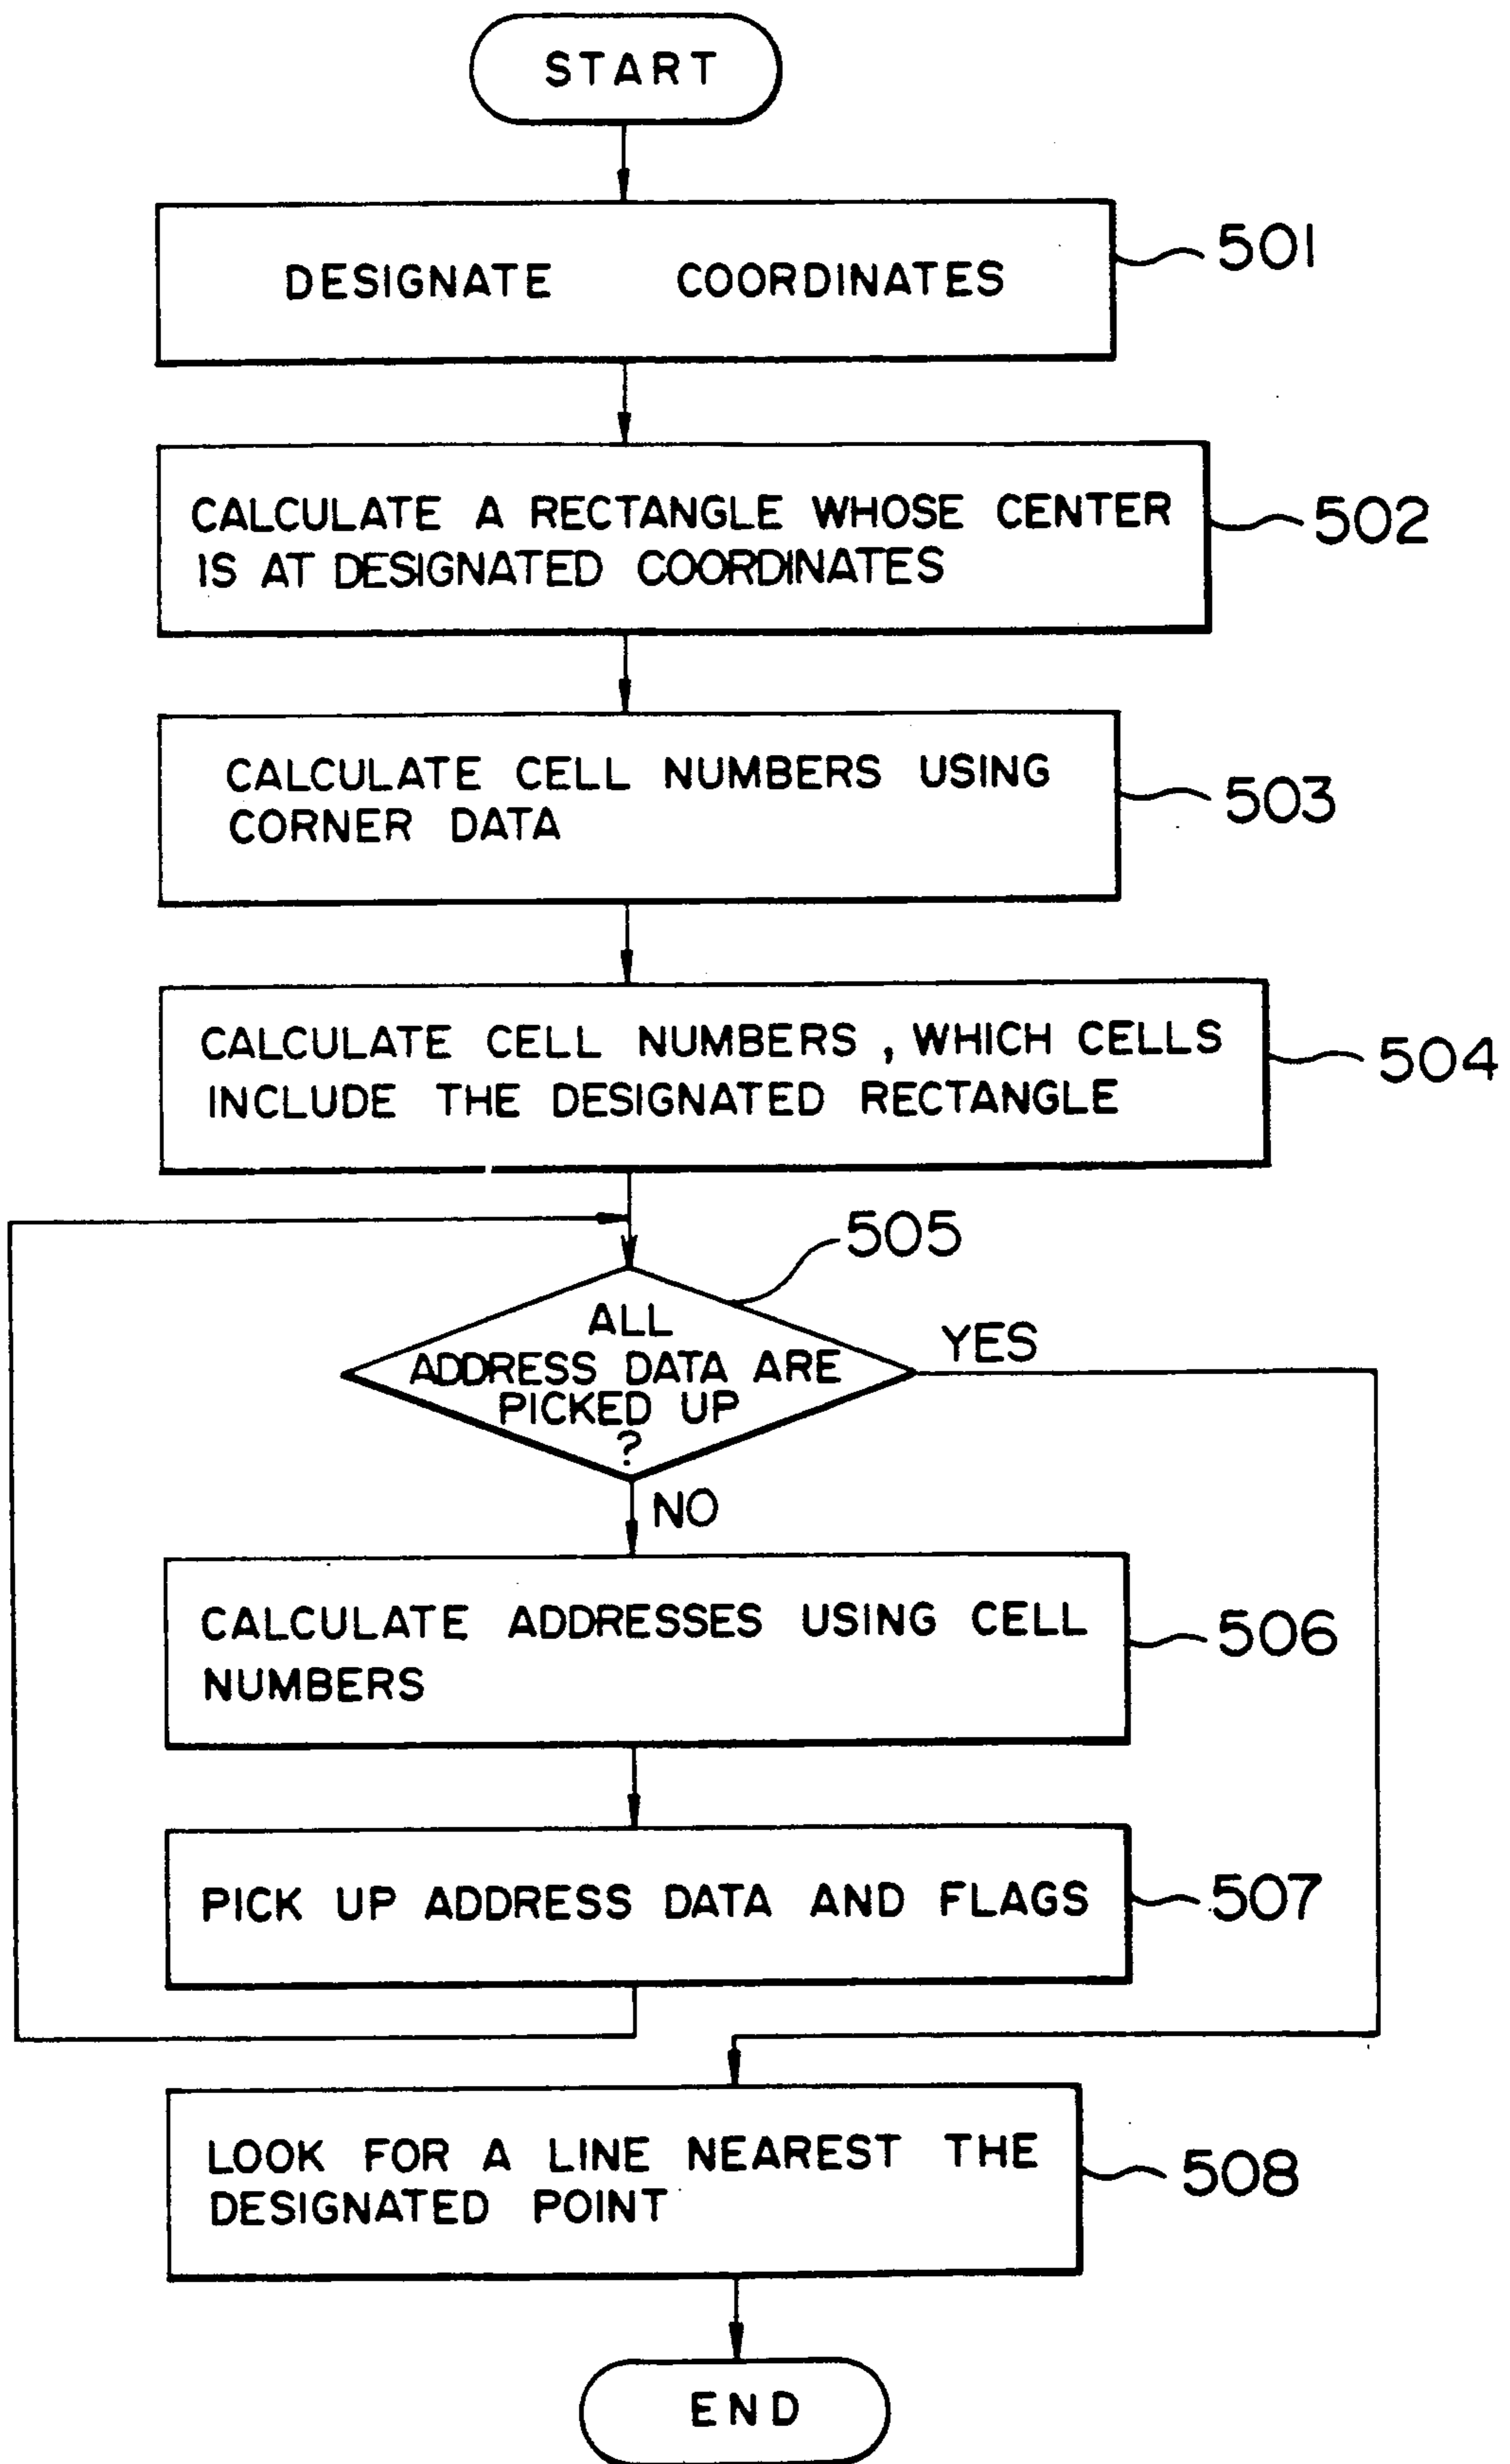 START
DESIGNATE COORDINATES
501
CALCULATE A RECTANGLE WHOSE CENTER
IS AT DESIGNATED COORDINATES
502
CALCULATE CELL NUMBERS USING
CORNER DATA
503
CALCULATE CELL NUMBERS , WHICH CELLS
INCLUDE THE DESIGNATED RECTANGLE
504
505
ALL
ADDRESS DATA ARE
PICKED UP
?
YES
NO
CALCULATE ADDRESSES USING CELL
NUMBERS
506
PICK UP ADDRESS DATA AND FLAGS
507
LOOK FOR A LINE NEAREST THE
DESIGNATED POINT
508
END